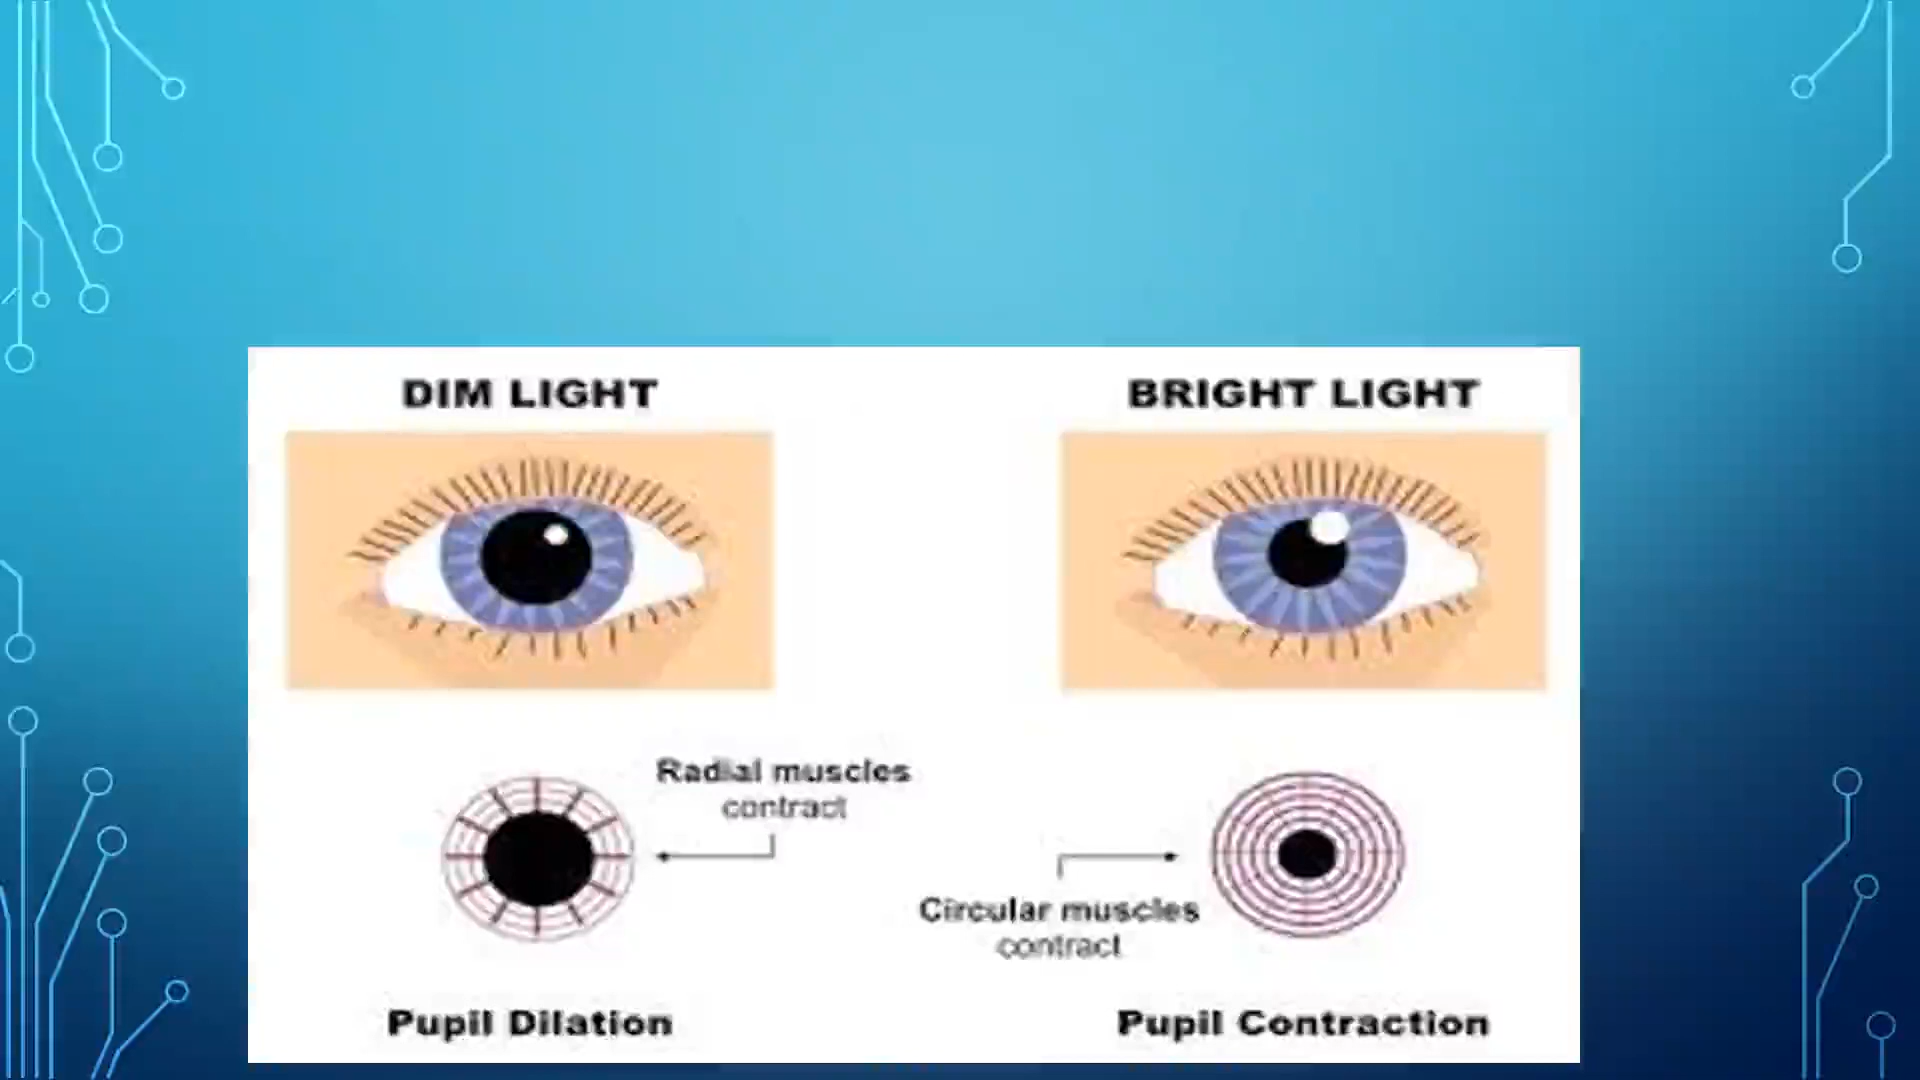 DIM LIGHT
BRIGHT LIGHT
Radial muscles
contract
Circular muscles
contract
Pupil Dilation
Pupil Contraction